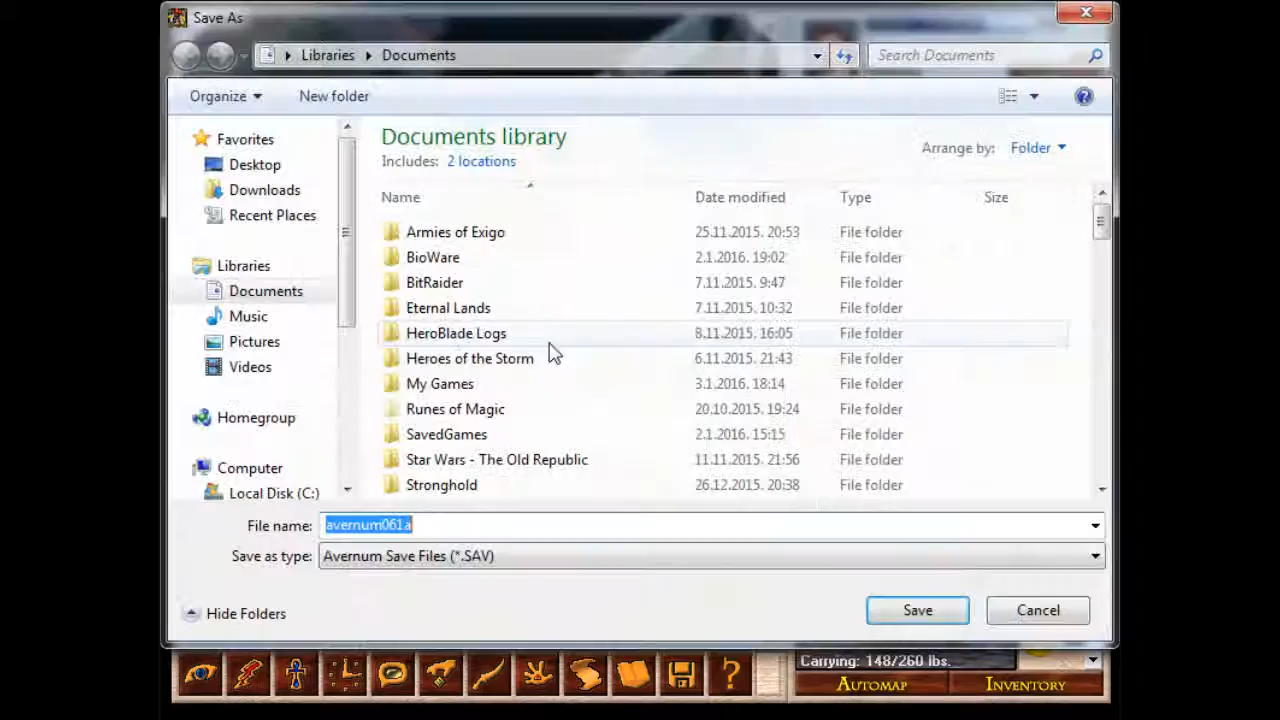 Save As
Libraries Documents
Search Documents
Organize New folder
Favorites
Desktop
Downloads
Recent Places
Libraries
Documents
Music
Pictures
Videos
Homegroup
Computer
Local Disk (C:)
Documents library
Includes: 2 locations
Arrange by: Folder
Name Date modified Type Size
Armies of Exigo 25.11.2015. 20:53 File folder
BioWare 2.1.2016. 19:02 File folder
BitRaider 7.11.2015. 9:47 File folder
Eternal Lands 7.11.2015. 10:32 File folder
HeroBlade Logs 8.11.2015. 16:05 File folder
Heroes of the Storm 6.11.2015. 21:43 File folder
My Games 3.1.2016. 18:14 File folder
Runes of Magic 20.10.2015. 19:24 File folder
SavedGames 2.1.2016. 15:15 File folder
Star Wars - The Old Republic 11.11.2015. 21:56 File folder
Stronghold 26.12.2015. 20:38 File folder
File name: avernum061a
Save as type: Avernum Save Files (*.SAV)
Hide Folders
Save Cancel
Carrying: 148/260 lbs.
Automap Inventory